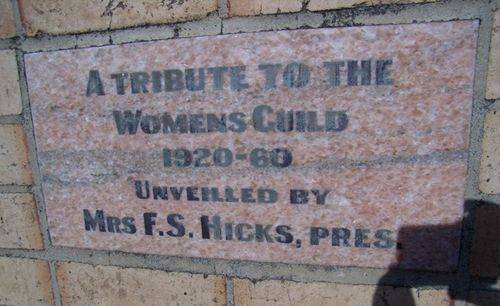 A TRIBUTE TO THE
WOMENS GUILD
1920-60
UNVEILLED BY
MRS F.S. HICKS, PRES.